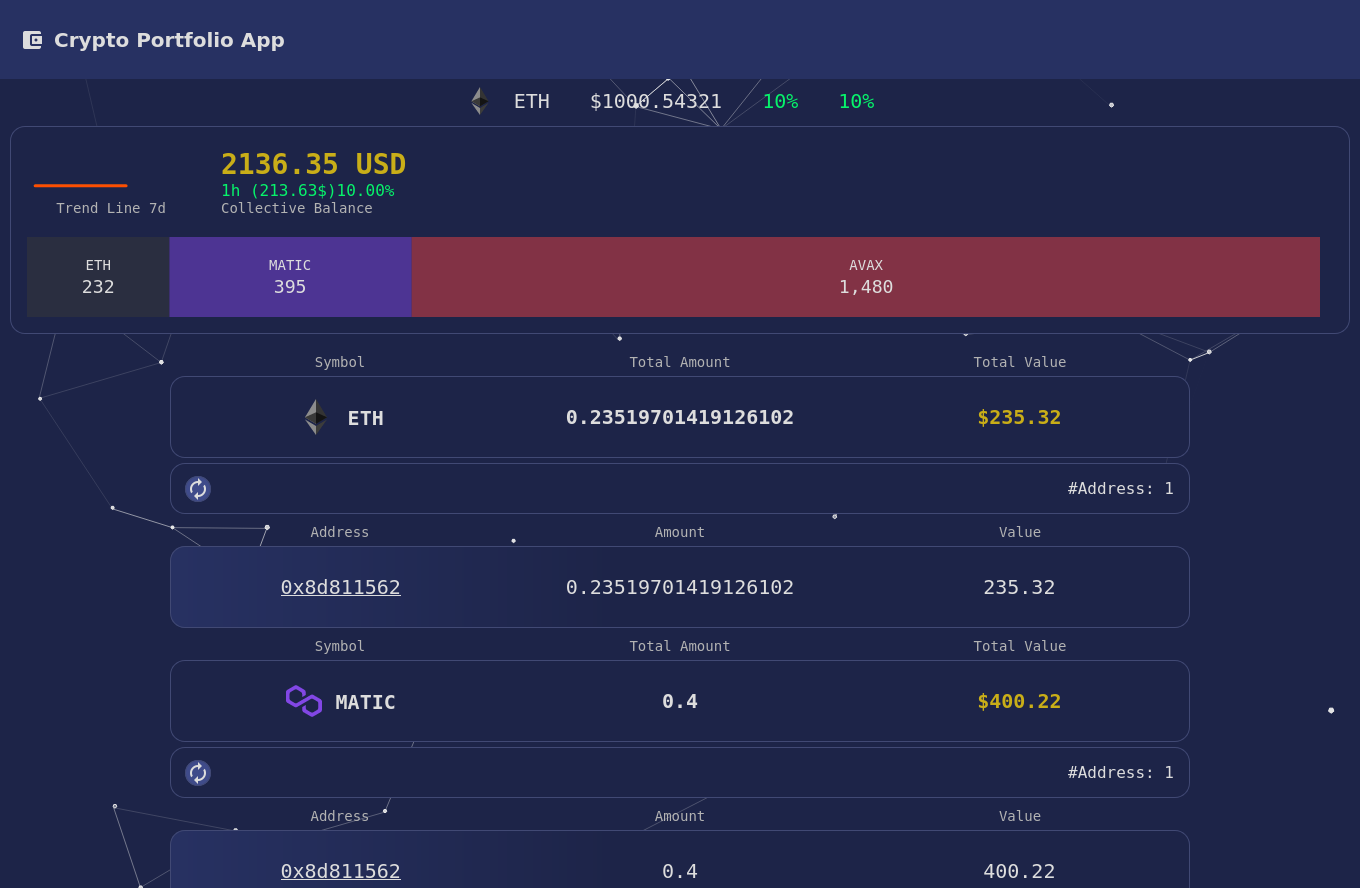 Crypto Portfolio App
ETH $1000.54321 10% 10%
2136.35 USD
1h (213.63$)10.00%
Trend Line 7d Collective Balance
ETH MATIC AVAX
232 395 1,480
Symbol Total Amount Total Value
ETH 0.23519701419126102 $235.32
#Address: 1
Address Amount Value
0x8d811562 0.23519701419126102 235.32
Symbol Total Amount Total Value
MATIC 0.4 $400.22
#Address: 1
Address Amount Value
0x8d811562 0.4 400.22